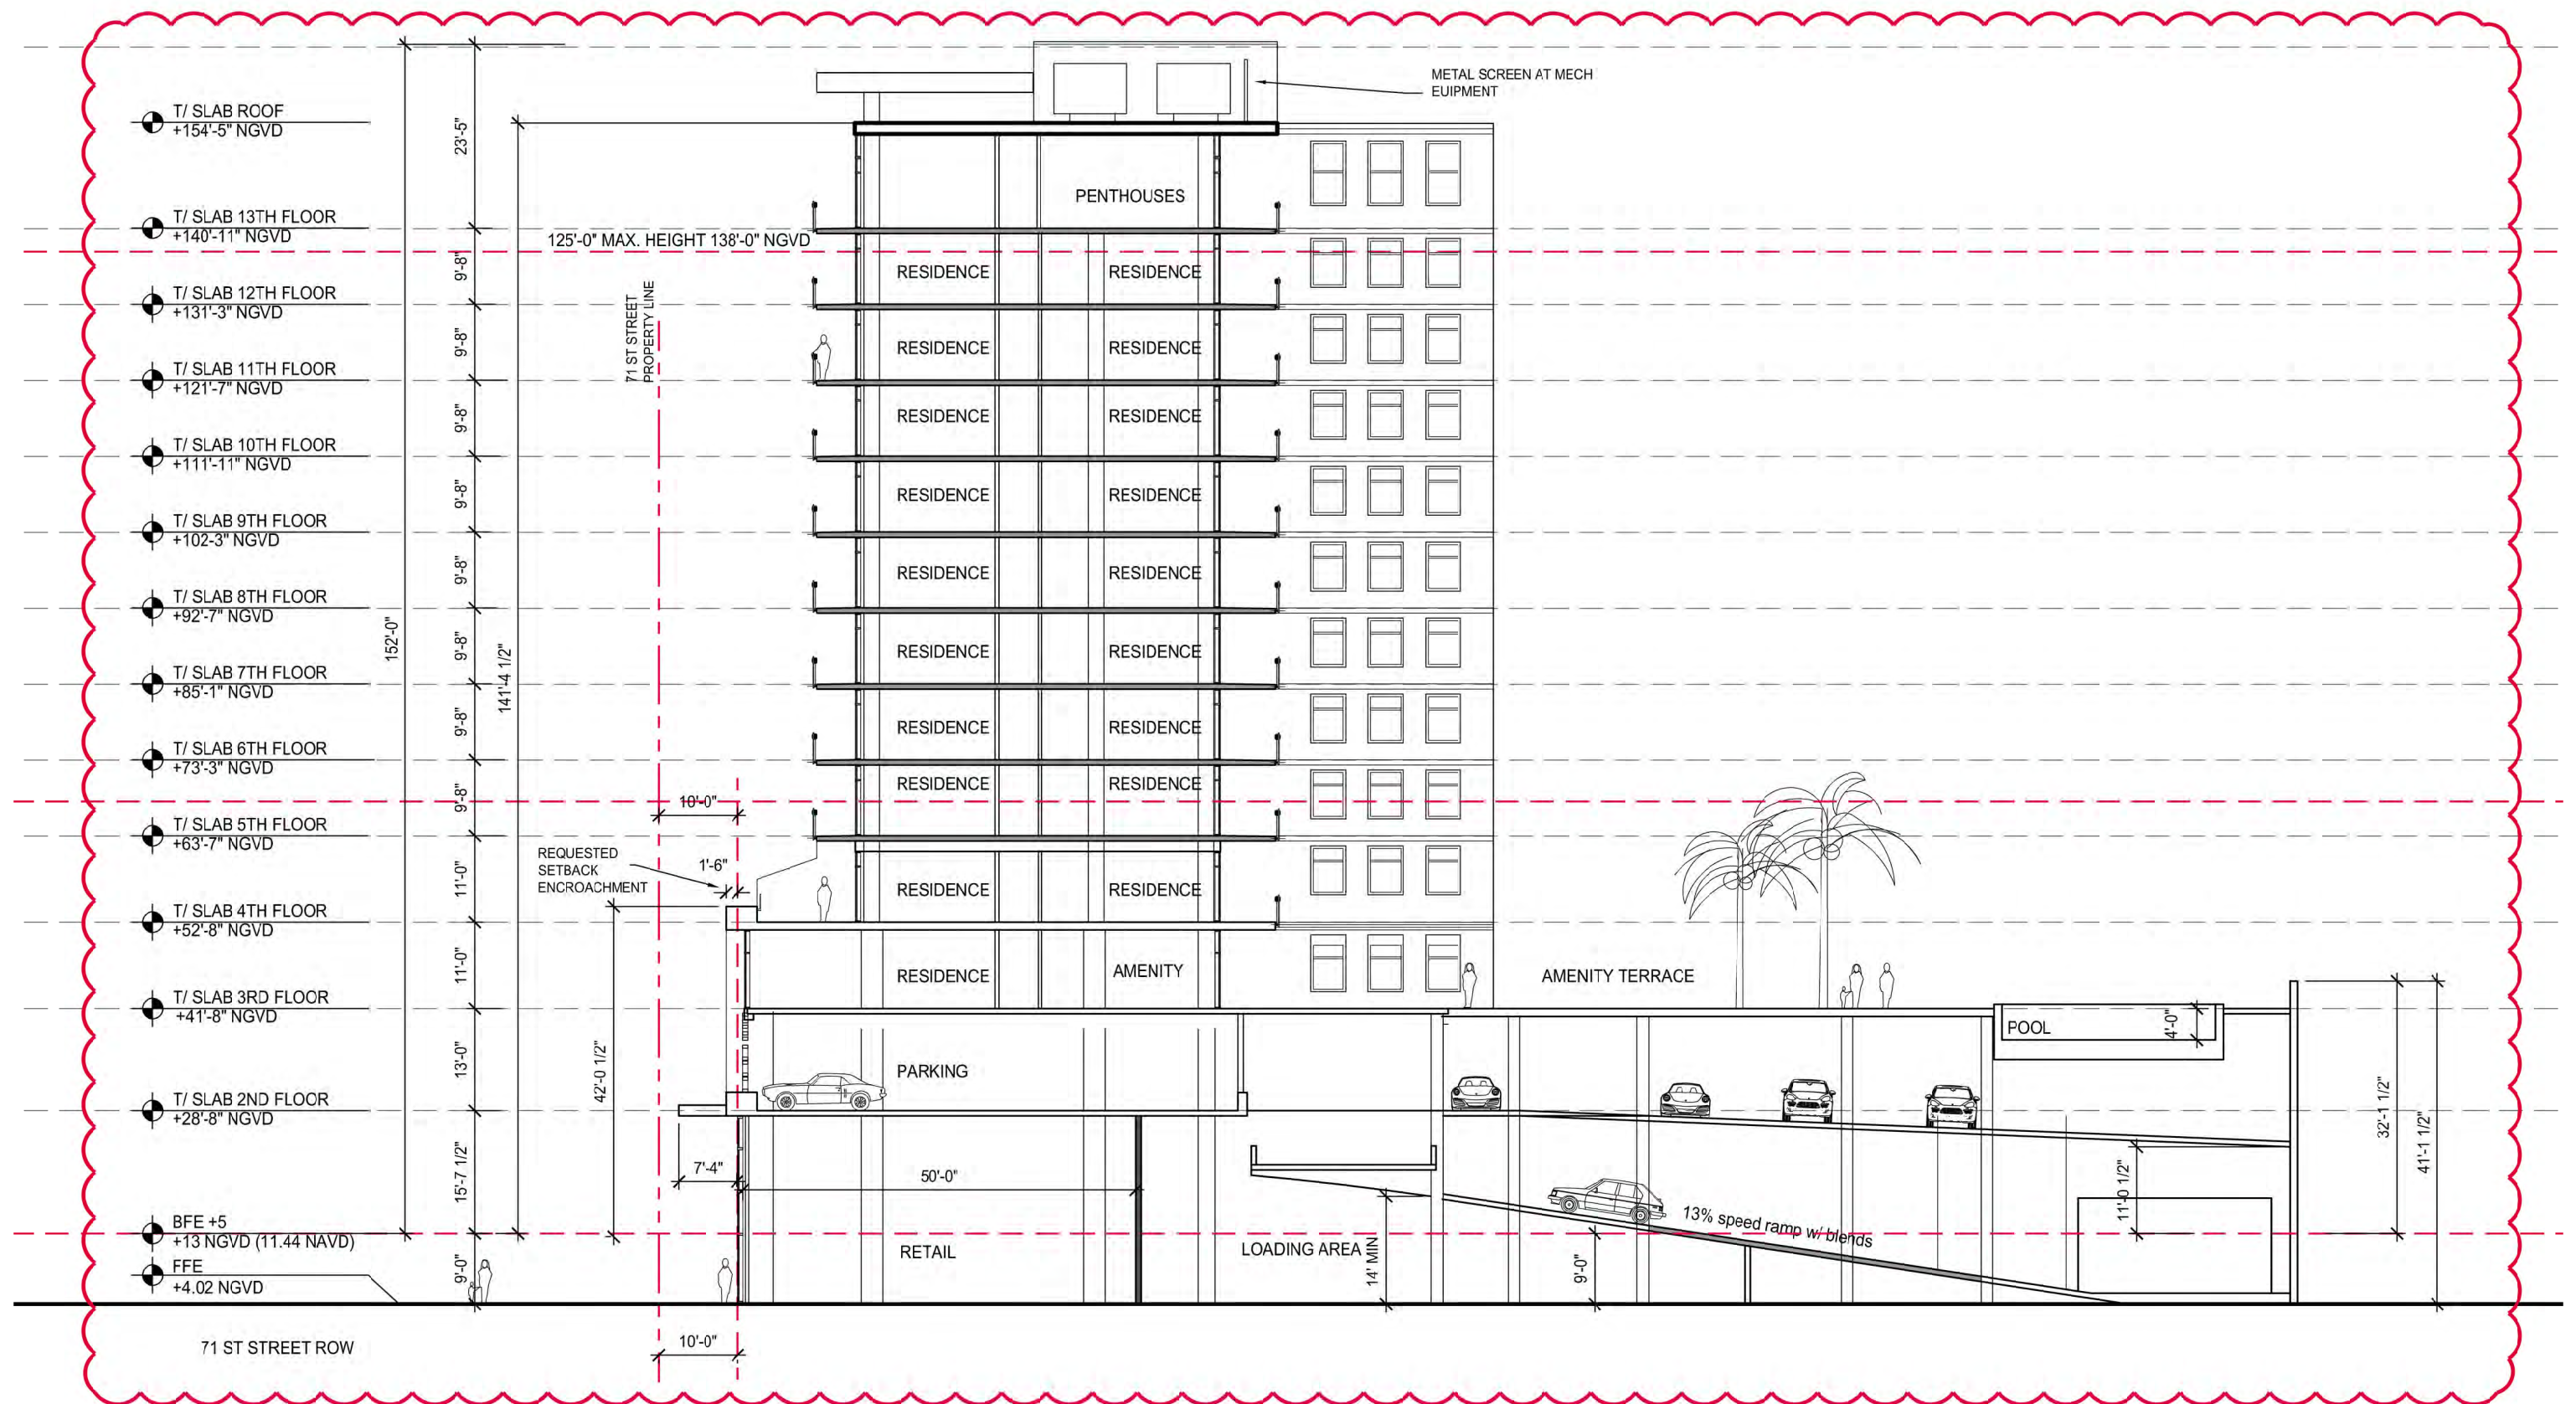 METAL SCREEN AT MECH
EUIPMENT
T/ SLAB ROOF
+154'-5" NGVD
23'-5"
PENTHOUSES
T/ SLAB 13TH FLOOR
+140'-11" NGVD
125'-0" MAX. HEIGHT 138'-0" NGVD
9'-8"
RESIDENCE
RESIDENCE
T/ SLAB 12TH FLOOR
+131'-3" NGVD
71 ST STREET
PROPERTY LINE
9'-8"
RESIDENCE
RESIDENCE
T/ SLAB 11TH FLOOR
+121'-7" NGVD
9'-8"
RESIDENCE
RESIDENCE
T/ SLAB 10TH FLOOR
+111'-11" NGVD
9'-8"
RESIDENCE
RESIDENCE
T/ SLAB 9TH FLOOR
+102-3" NGVD
9'-8"
RESIDENCE
RESIDENCE
T/ SLAB 8TH FLOOR
+92'-7" NGVD
152'-0"
9'-8"
141'-4 1/2"
RESIDENCE
RESIDENCE
T/ SLAB 7TH FLOOR
+85'-1" NGVD
9'-8"
RESIDENCE
RESIDENCE
T/ SLAB 6TH FLOOR
+73'-3" NGVD
9'-8"
10'-0"
RESIDENCE
RESIDENCE
T/ SLAB 5TH FLOOR
+63'-7" NGVD
REQUESTED
SETBACK
ENCROACHMENT
1'-6"
11'-0"
RESIDENCE
RESIDENCE
T/ SLAB 4TH FLOOR
+52'-8" NGVD
11'-0"
RESIDENCE
AMENITY
AMENITY TERRACE
T/ SLAB 3RD FLOOR
+41'-8" NGVD
POOL
4'-0"
13'-0"
42'-0 1/2"
PARKING
T/ SLAB 2ND FLOOR
+28'-8" NGVD
32'-1 1/2"
41'-1 1/2"
15'-7 1/2"
7'-4"
50'-0"
11'-0 1/2"
13% speed ramp w/ blends
BFE +5
+13 NGVD (11.44 NAVD)
FFE
+4.02 NGVD
9'-0"
RETAIL
LOADING AREA
14' MIN
9'-0"
71 ST STREET ROW
10'-0"